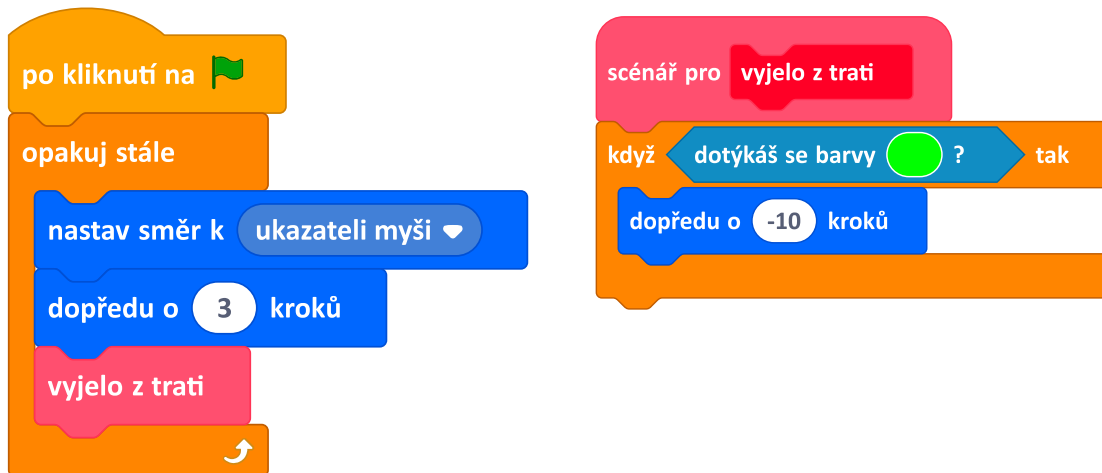 po kliknutí na
opakuj stále
nastav směr k ukazateli myši
dopředu o 3 kroků
vyjelo z trati
scénář pro vyjelo z trati
když dotýkáš se barvy ? tak
dopředu o -10 kroků